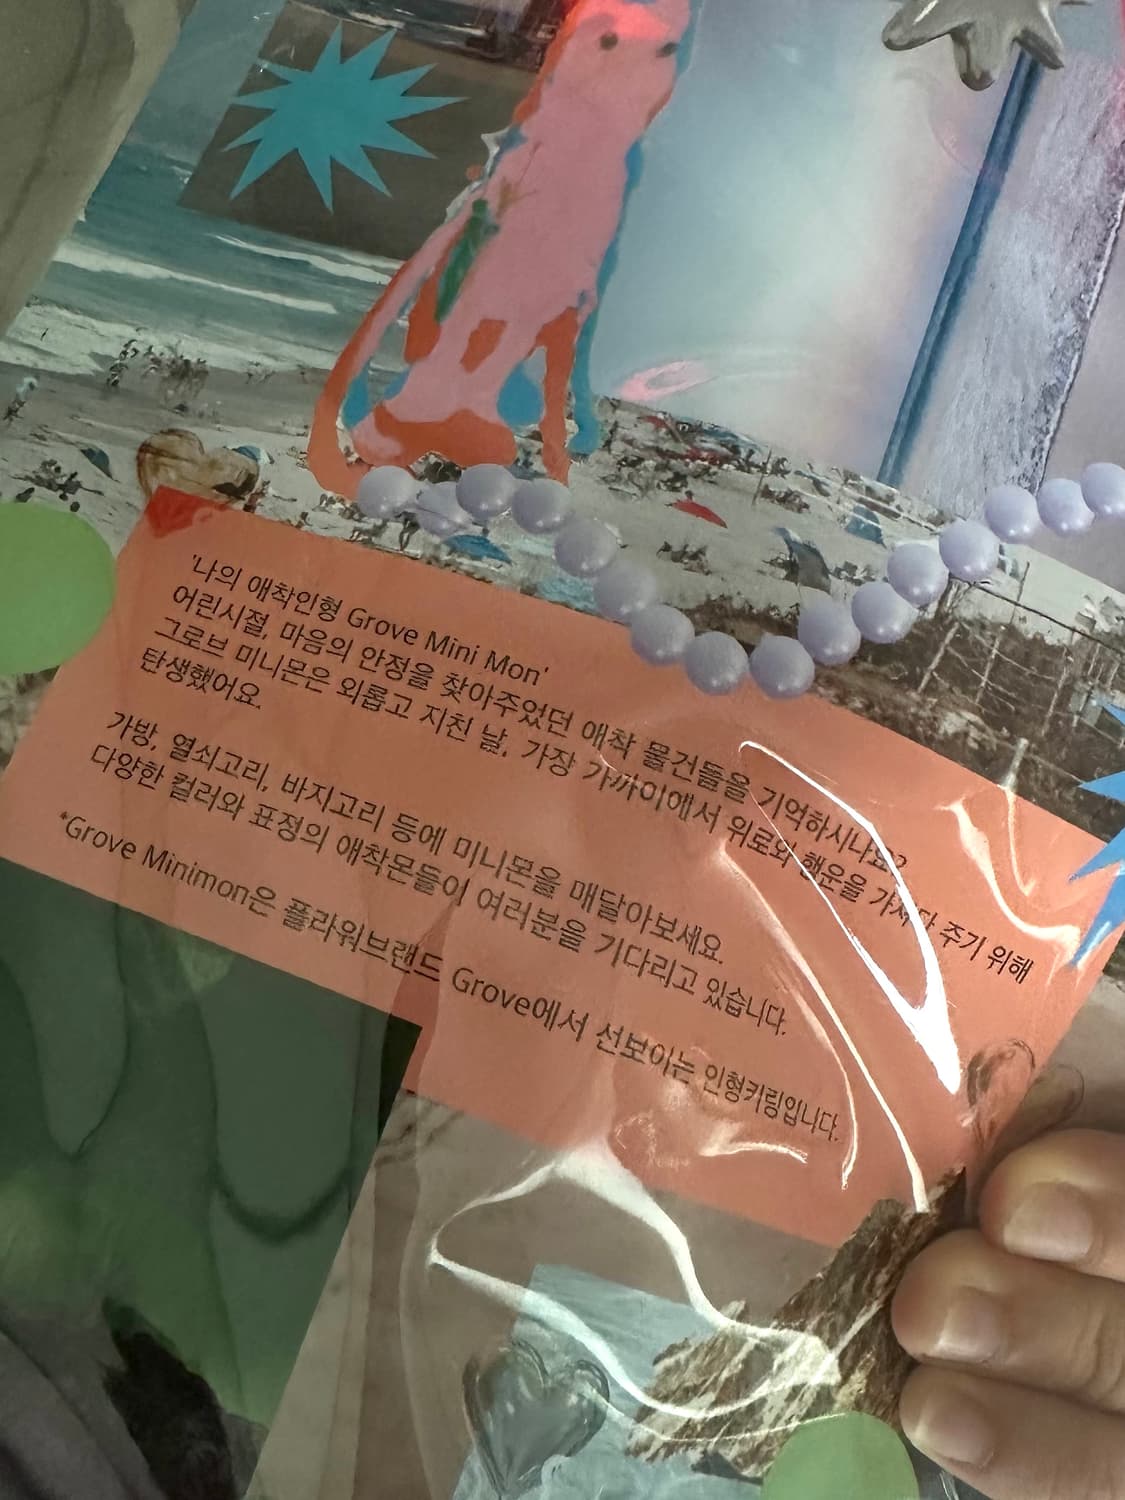 '나의 애착인형 Grove Mini Mon'
어린시절, 마음의 안정을 찾아주었던 애착 물건들을 기억하시나요?
그로브 미니몬은 외롭고 지친 날, 가장 가까이에서 위로와 행운을 가져다 주기 위해
탄생했어요.
가방, 열쇠고리, 바지고리 등에 미니몬을 매달아보세요.
다양한 컬러와 표정의 애착몬들이 여러분을 기다리고 있습니다.
*Grove Minimon은 플라워브랜드 Grove에서 선보이는 인형키링입니다.